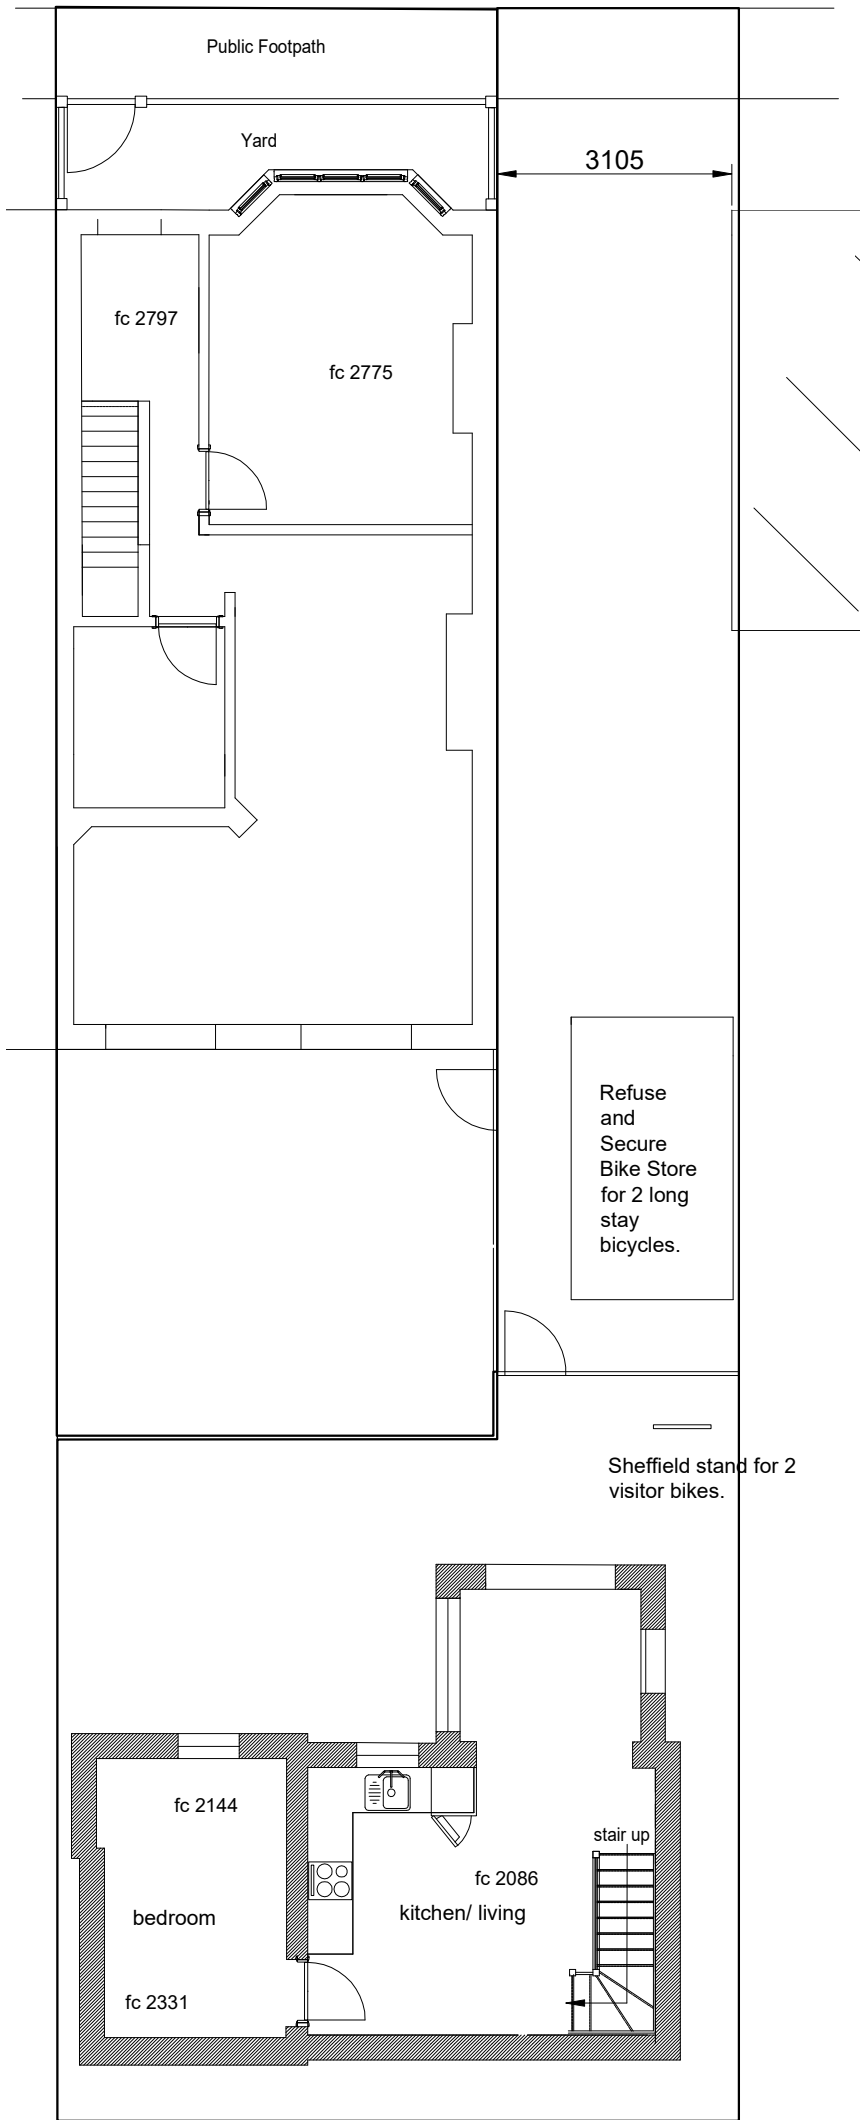 Public Footpath
Yard
3105
fc 2797
fc 2775
Refuse
and
Secure
Bike Store
for 2 long
stay
bicycles.
Sheffield stand for 2
visitor bikes.
fc 2144
stair up
fc 2086
kitchen/ living
bedroom
fc 2331